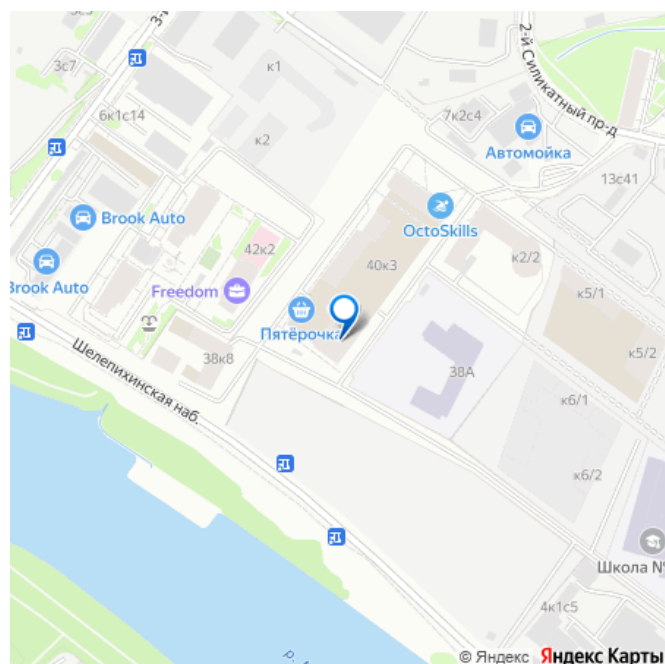 3с5
3-й
2-й Силикатный пр-д
3с7
к1
6к1с14
7к2с4
к2
Автомойка
13с41
Brook Auto
OctoSkills
42к2
к2/2
40к3
Brook Auto
Freedom
к5/1
Пятёрочка
Шелепихинская наб.
38к8
38А
к5/2
к6/1
к6/2
Школа №
4к1с5
р.
© Яндекс Яндекс Карты